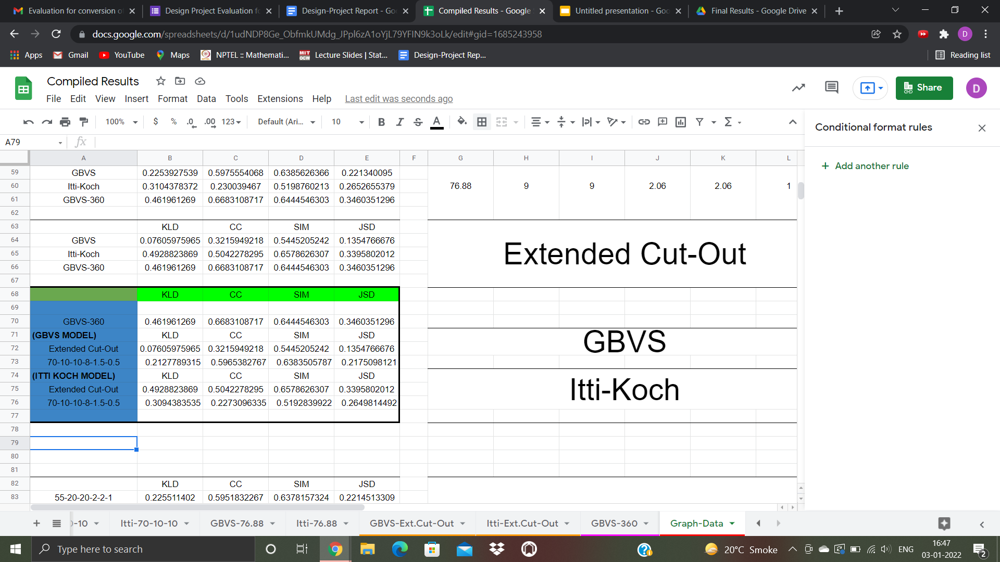 Evaluation for conversion o
Design Project Evaluation fo
Design-Project Report - Goo
Compiled Results - Google
Untitled presentation - Goo
Final Results - Google Drive
docs.google.com/spreadsheets/d/1udNDP8Ge_ObfmkUMdg_JPpl6zA1oYjL79YFIN9k3oLk/edit#gid=1685243958
D
Apps Gmail YouTube Maps NPTEL :: Mathemati... MIT OCW Lecture Slides | Stat... Design-Project Rep... Reading list
Compiled Results
File Edit View Insert Format Data Tools Extensions Help Last edit was seconds ago
Share
D
100% $ % .0 .00 123 Default (Ari... 10 B I S A Σ
Conditional format rules
+ Add another rule
A79 fx
A B C D E F G H I J K L
59 GBVS 0.2253927539 0.5975554068 0.6385626366 0.221340095
60 Itti-Koch 0.3104378372 0.230039467 0.5198760213 0.2652655379 76.88 9 9 2.06 2.06 1
61 GBVS-360 0.461961269 0.6683108717 0.6444546303 0.3460351296
62
63 KLD CC SIM JSD
64 GBVS 0.07605975965 0.3215949218 0.5445205242 0.1354766676
65 Itti-Koch 0.4928823869 0.5042278295 0.6578626307 0.3395802012 Extended Cut-Out
66 GBVS-360 0.461961269 0.6683108717 0.6444546303 0.3460351296
67
68 KLD CC SIM JSD
69
70 GBVS-360 0.461961269 0.6683108717 0.6444546303 0.3460351296
71 (GBVS MODEL) KLD CC SIM JSD GBVS
72 Extended Cut-Out 0.07605975965 0.3215949218 0.5445205242 0.1354766676
73 70-10-10-8-1.5-0.5 0.2127789315 0.5965382767 0.6383505787 0.2175098121
74 (ITTI KOCH MODEL) KLD CC SIM JSD
75 Extended Cut-Out 0.4928823869 0.5042278295 0.6578626307 0.3395802012 Itti-Koch
76 70-10-10-8-1.5-0.5 0.3094383535 0.2273096335 0.5192839922 0.2649814492
77
78
79
80
81
82 KLD CC SIM JSD
83 55-20-20-2-2-1 0.225511402 0.5951832267 0.6378157324 0.2214513309
-10 Itti-70-10-10 GBVS-76.88 Itti-76.88 GBVS-Ext.Cut-Out Itti-Ext.Cut-Out GBVS-360 Graph-Data
Type here to search
20°C Smoke
ENG
16:47
03-01-2022
2